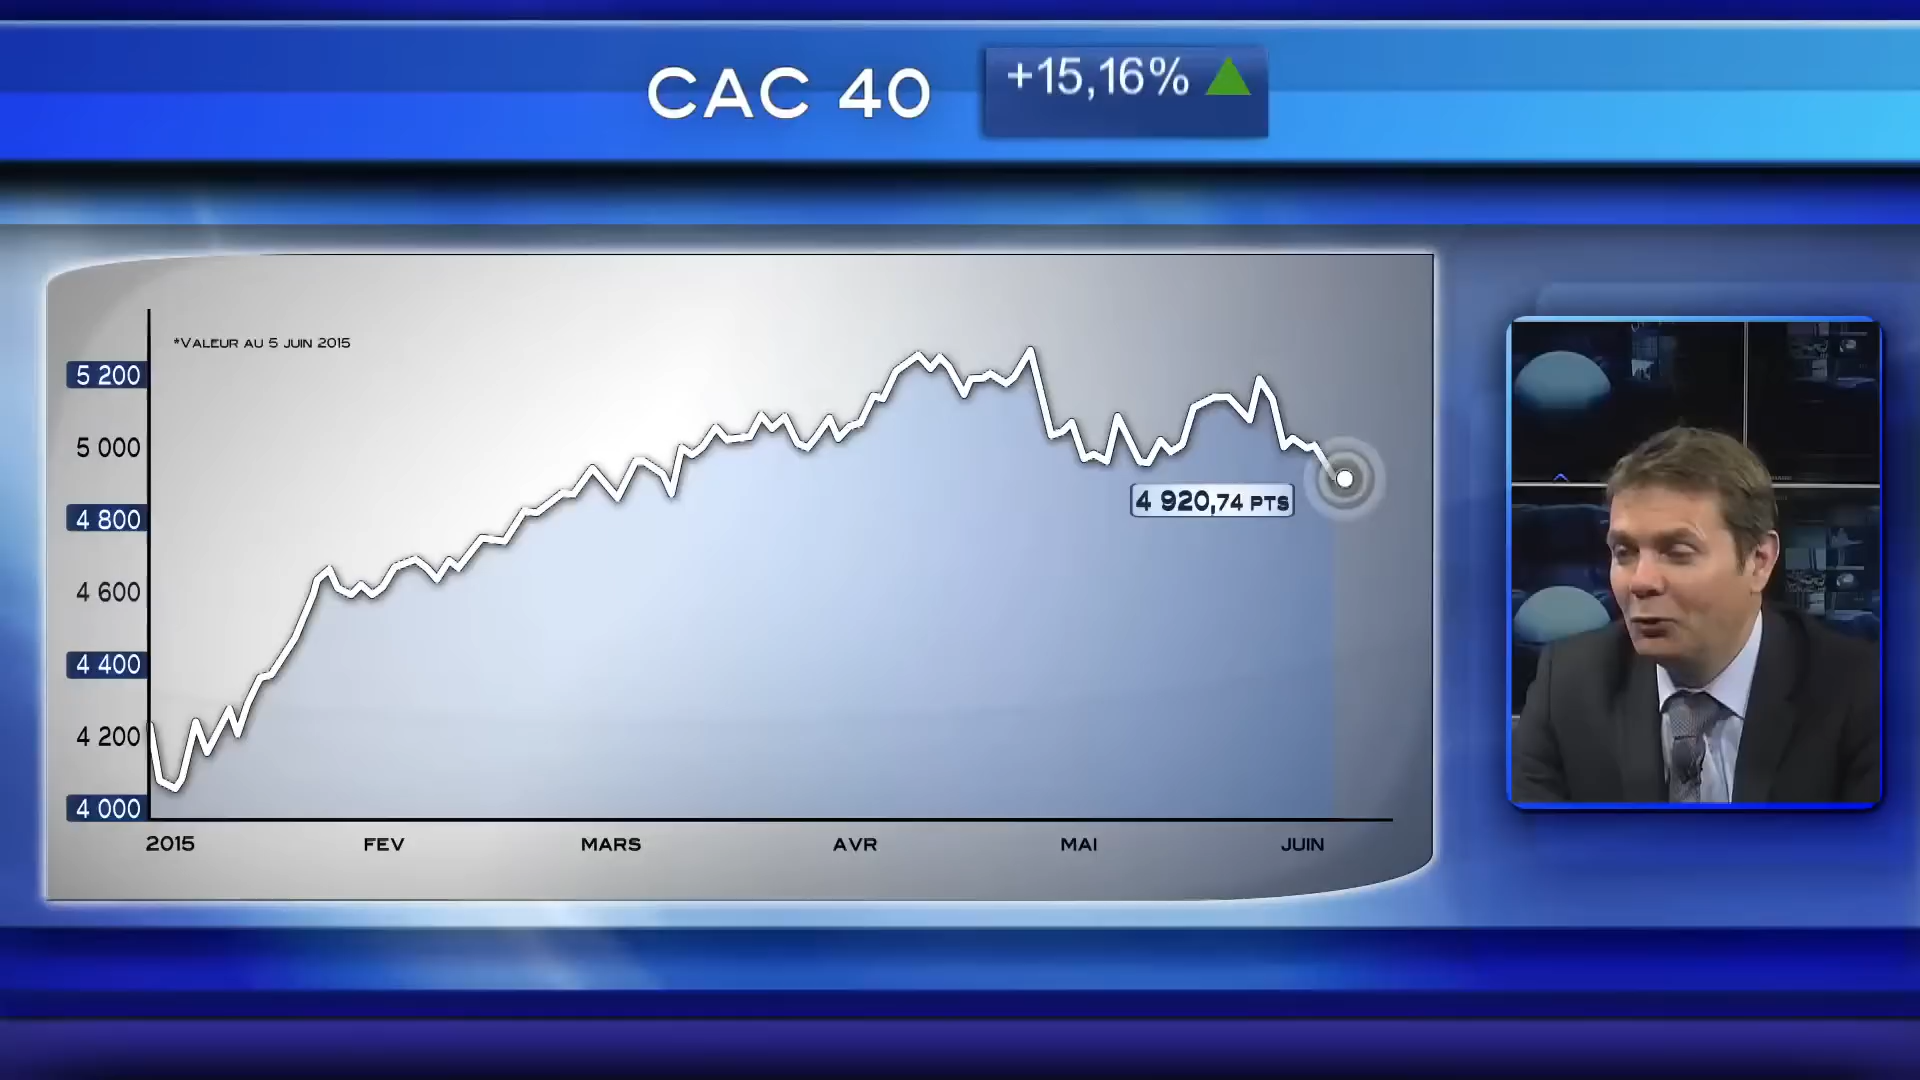 CAC 40
+15,16%
*VALEUR AU 5 JUIN 2015
5 200
5 000
4 800
4 600
4 400
4 200
4 000
4 920,74 PTS
2015 FEV MARS AVR MAI JUIN